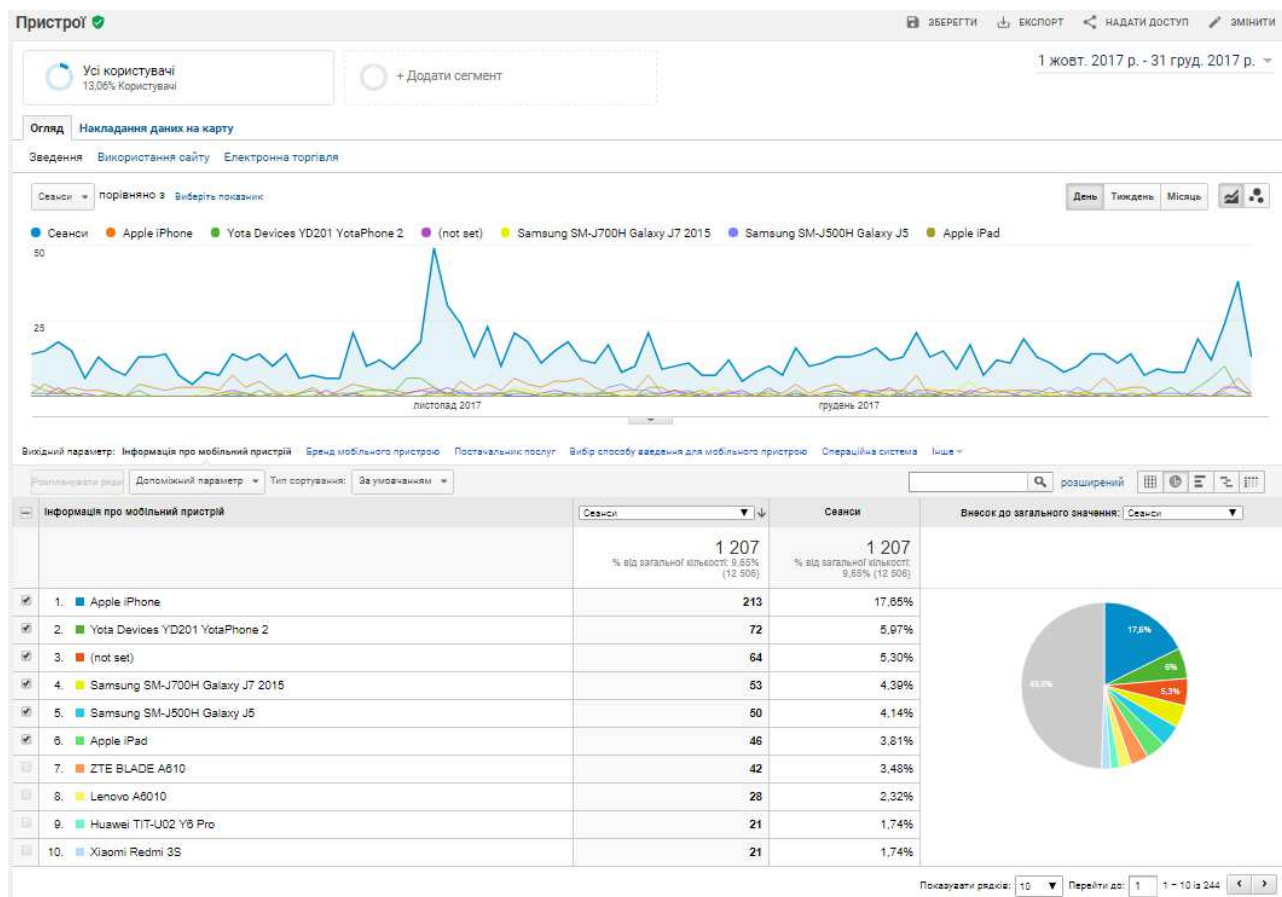 Пристрої
ЗБЕРЕГТИ ЕКСПОРТ НАДАТИ ДОСТУП ЗМІНИТИ
Усі користувачі
13,06% Користувачі
+ Додати сегмент
1 жовт. 2017 р. - 31 груд. 2017 р.
Огляд Накладання даних на карту
Зведення Використання сайту Електронна торгівля
Сеанси порівняно з Виберіть показник
День Тиждень Місяць
Сеанси Apple iPhone Yota Devices YD201 YotaPhone 2 (not set) Samsung SM-J700H Galaxy J7 2015 Samsung SM-J500H Galaxy J5 Apple iPad
50
25
листопад 2017 грудень 2017
Вихідний параметр: Інформація про мобільний пристрій Бренд мобільного пристрою Постачальник послуг Вибір способу введення для мобільного пристрою Операційна система Інше
Допоміжний параметр Тип сортування: За умовчанням
розширений
Інформація про мобільний пристрій Сеанси Сеанси Внесок до загального значення: Сеанси
1 207 1 207
% від загальної кількості: 9,65% (12 506) % від загальної кількості: 9,65% (12 506)
1. Apple iPhone 213 17,65%
2. Yota Devices YD201 YotaPhone 2 72 5,97%
3. (not set) 64 5,30%
4. Samsung SM-J700H Galaxy J7 2015 53 4,39%
5. Samsung SM-J500H Galaxy J5 50 4,14%
6. Apple iPad 46 3,81%
7. ZTE BLADE A610 42 3,48%
8. Lenovo A6010 28 2,32%
9. Huawei TIT-U02 Y6 Pro 21 1,74%
10. Xiaomi Redmi 3S 21 1,74%
17,6%
6%
5,3%
Показувати рядків: 10 Перейти до: 1 1 – 10 із 244